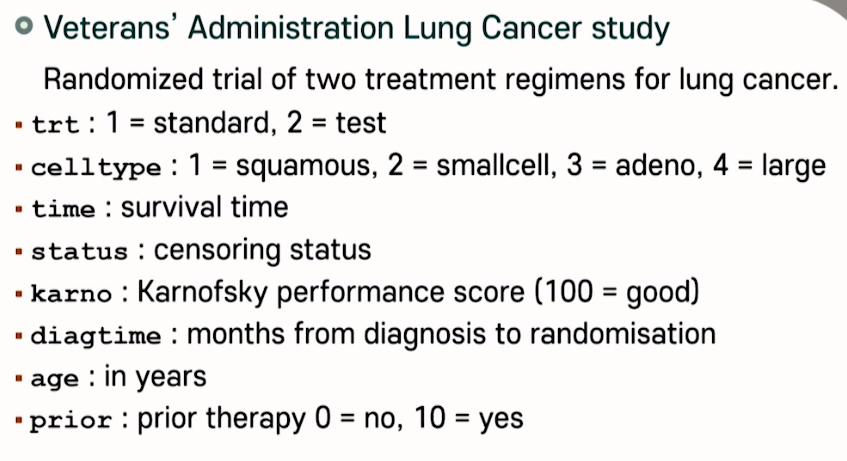 Veterans' Administration Lung Cancer study
Randomized trial of two treatment regimens for lung cancer.
▪ trt : 1 = standard, 2 = test
▪ celltype : 1 = squamous, 2 = smallcell, 3 = adeno, 4 = large
▪ time : survival time
▪ status : censoring status
▪ karno : Karnofsky performance score (100 = good)
▪ diagtime : months from diagnosis to randomisation
▪ age : in years
▪ prior : prior therapy 0 = no, 10 = yes